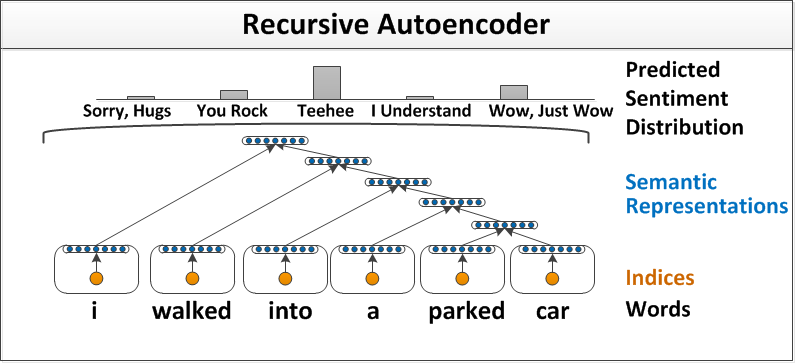 Recursive Autoencoder
Predicted
Sentiment
Distribution
Sorry, Hugs You Rock Teehee I Understand Wow, Just Wow
Semantic
Representations
Indices
i walked into a parked car Words